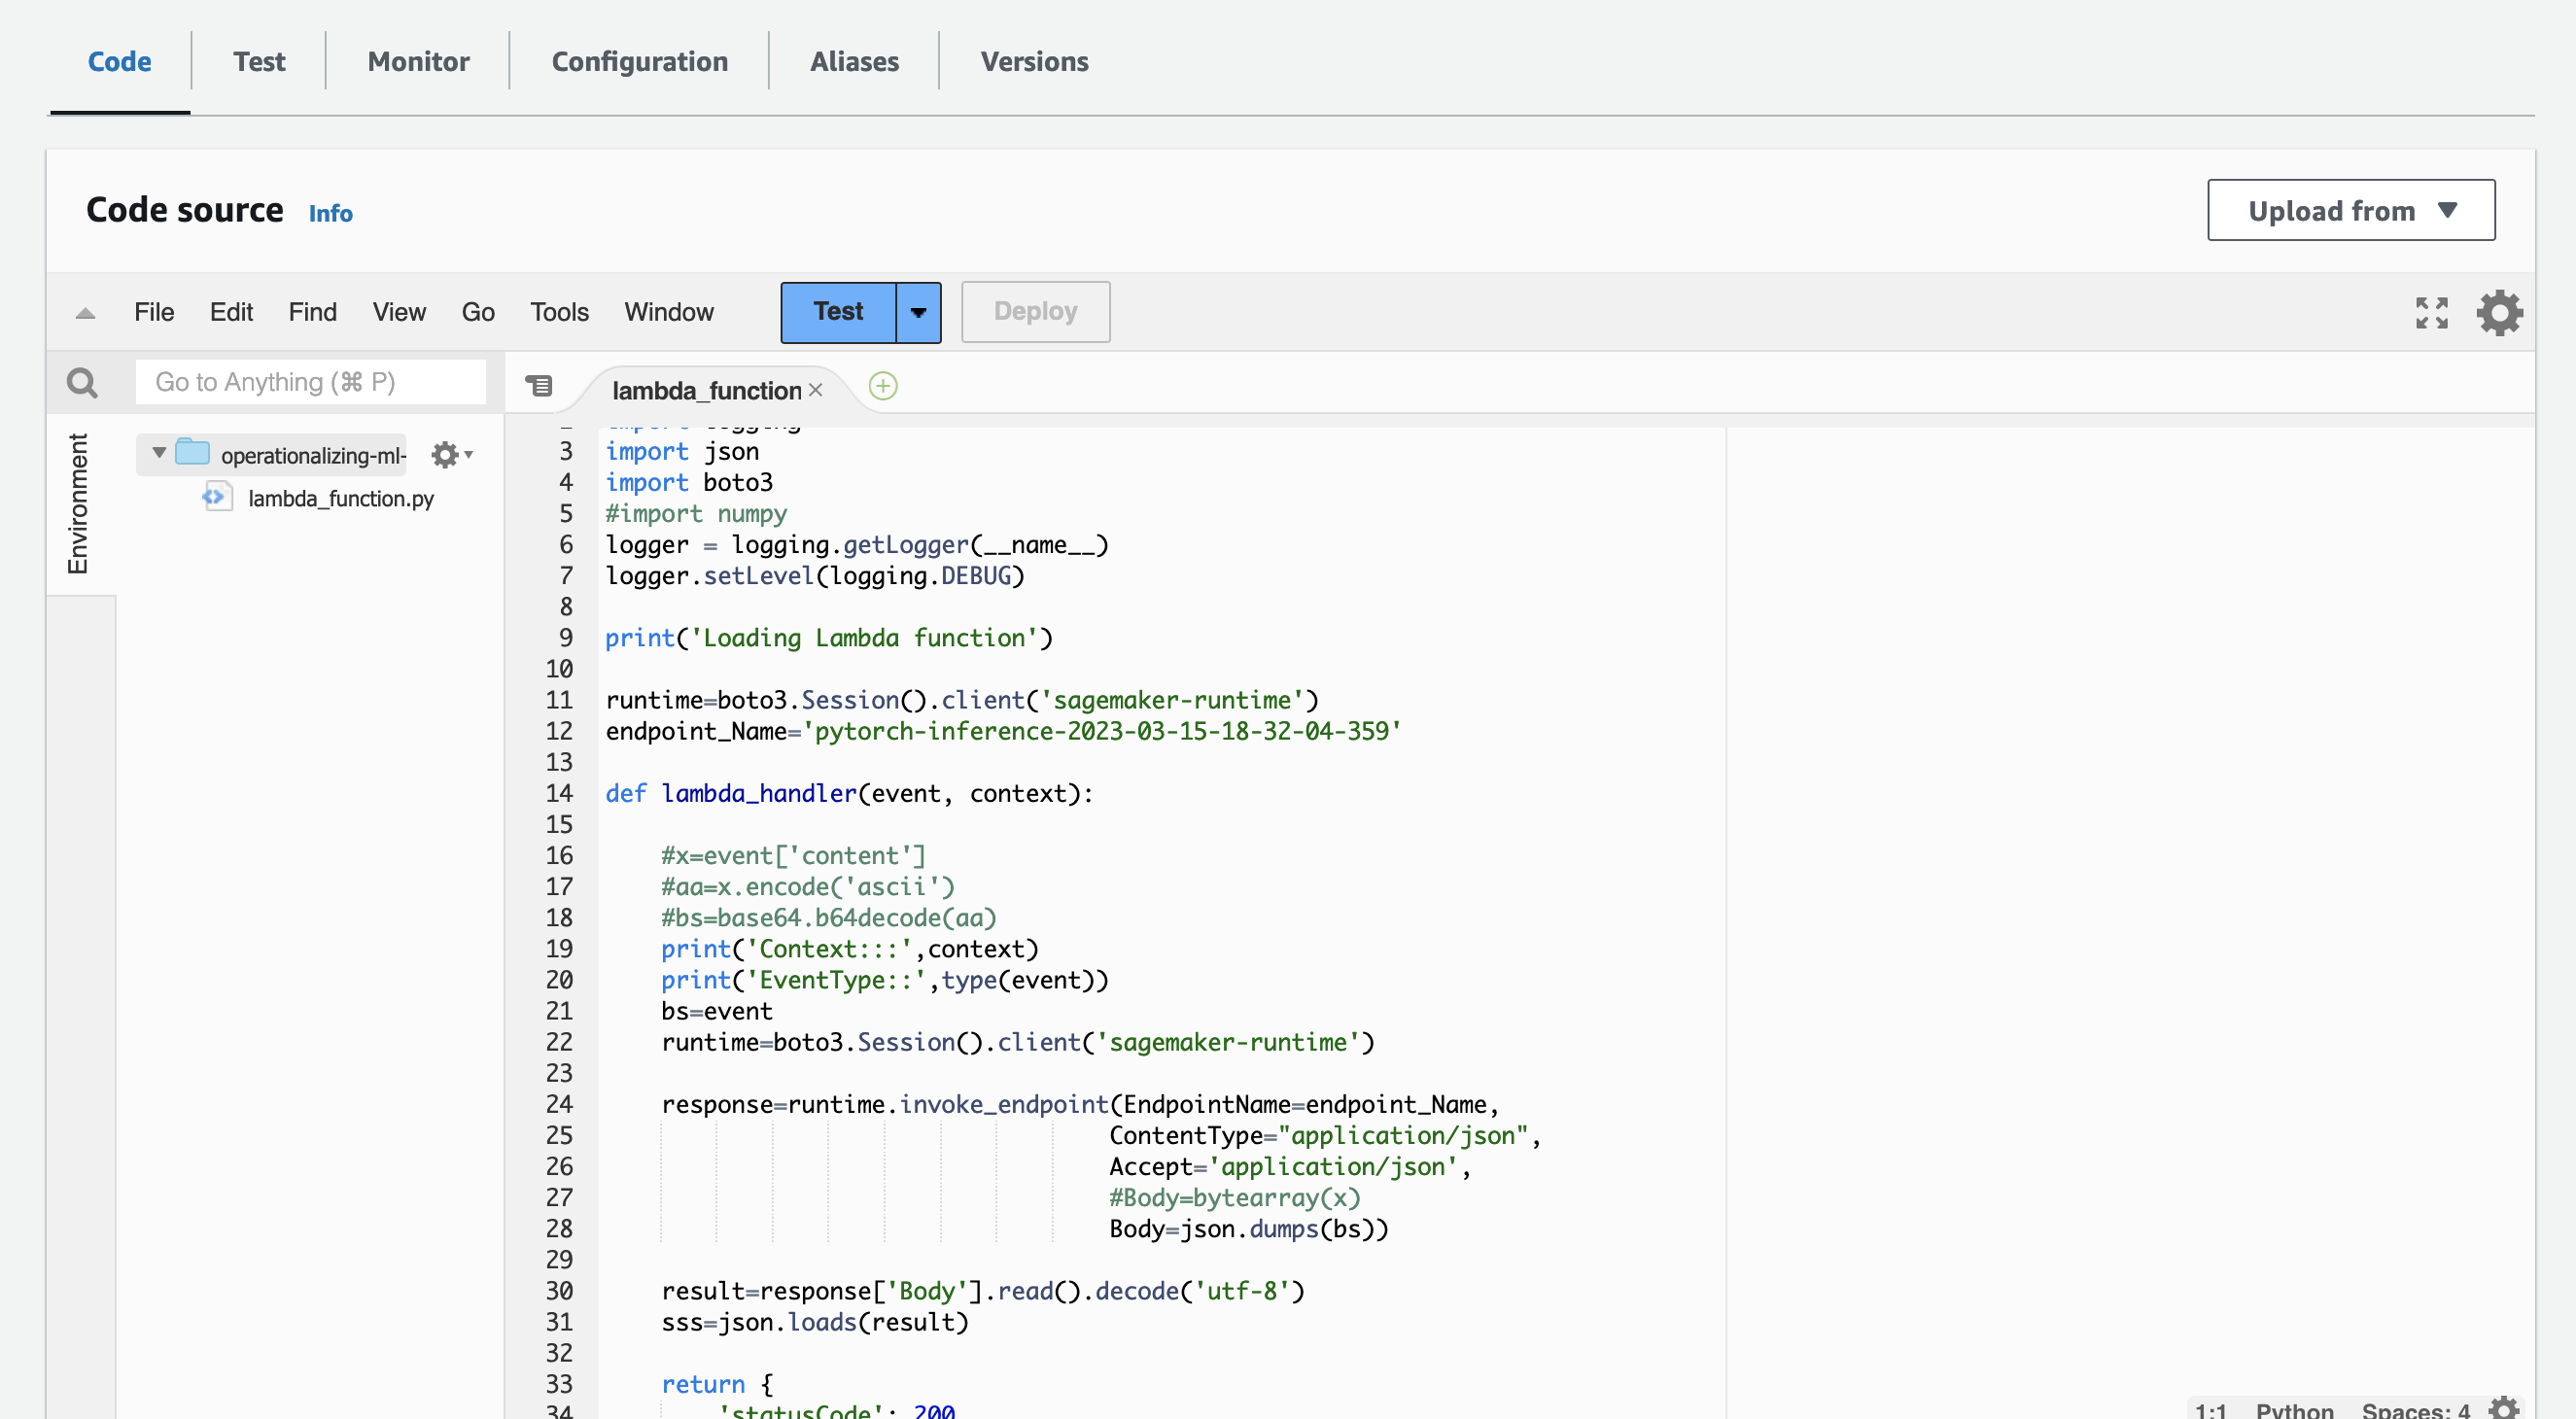 Code Test Monitor Configuration Aliases Versions
Code source Info
Upload from
File Edit Find View Go Tools Window Test Deploy
Go to Anything (⌘ P)
lambda_function
Environment
operationalizing-ml-
lambda_function.py
2 import logging
3 import json
4 import boto3
5 #import numpy
6 logger = logging.getLogger(__name__)
7 logger.setLevel(logging.DEBUG)
8
9 print('Loading Lambda function')
10
11 runtime=boto3.Session().client('sagemaker-runtime')
12 endpoint_Name='pytorch-inference-2023-03-15-18-32-04-359'
13
14 def lambda_handler(event, context):
15
16 #x=event['content']
17 #aa=x.encode('ascii')
18 #bs=base64.b64decode(aa)
19 print('Context:::',context)
20 print('EventType::',type(event))
21 bs=event
22 runtime=boto3.Session().client('sagemaker-runtime')
23
24 response=runtime.invoke_endpoint(EndpointName=endpoint_Name,
25 ContentType="application/json",
26 Accept='application/json',
27 #Body=bytearray(x)
28 Body=json.dumps(bs))
29
30 result=response['Body'].read().decode('utf-8')
31 sss=json.loads(result)
32
33 return {
34 'statusCode': 200
1:1 Python Spaces: 4